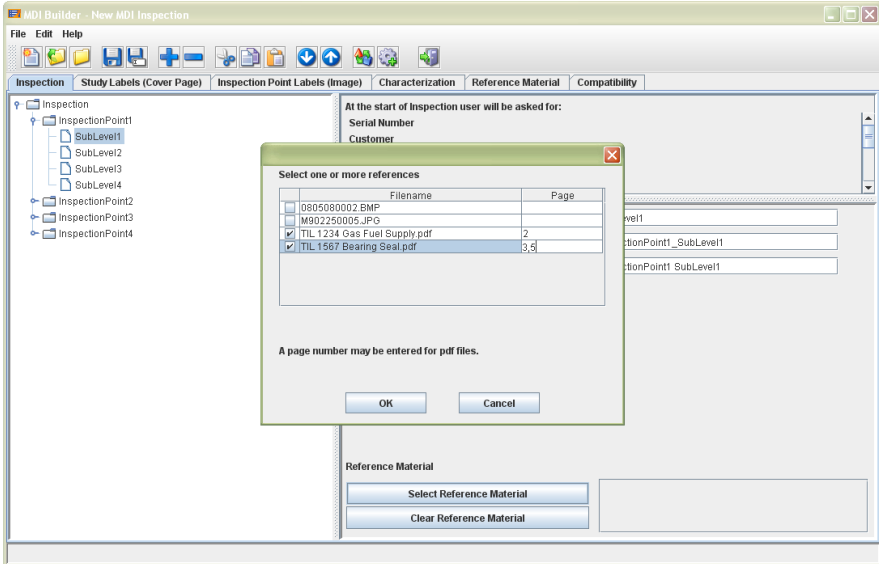 MDI Builder - New MDI Inspection
File Edit Help
Inspection Study Labels (Cover Page) Inspection Point Labels (Image) Characterization Reference Material Compatibility
Inspection
InspectionPoint1
SubLevel1
SubLevel2
SubLevel3
SubLevel4
InspectionPoint2
InspectionPoint3
InspectionPoint4
At the start of Inspection user will be asked for:
Serial Number
Customer
Select one or more references
Filename Page
0805080002.BMP
M902250005.JPG
TIL 1234 Gas Fuel Supply.pdf 2
TIL 1567 Bearing Seal.pdf 3,5
A page number may be entered for pdf files.
OK Cancel
vel1
ctionPoint1_SubLevel1
ctionPoint1 SubLevel1
Reference Material
Select Reference Material
Clear Reference Material